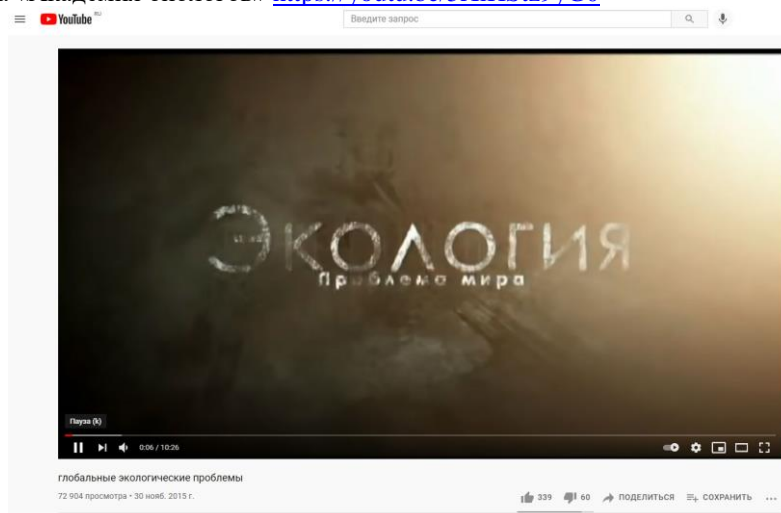 YouTube RU
Введите запрос
Экология
Проблема мира
Пауза (k)
0:06 / 10:26
глобальные экологические проблемы
72 904 просмотра • 30 нояб. 2015 г.
339 60 ПОДЕЛИТЬСЯ СОХРАНИТЬ ...